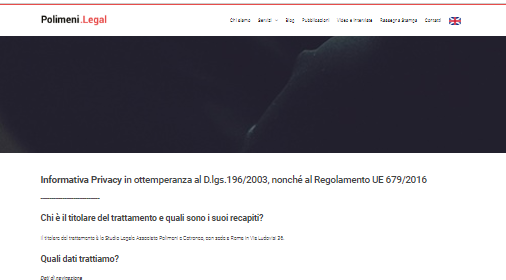 Polimeni.Legal
Chi siamo Servizi Blog Pubblicazioni Video e Interviste Rassegna Stampa Contatti
Informativa Privacy in ottemperanza al D.lgs.196/2003, nonché al Regolamento UE 679/2016
Chi è il titolare del trattamento e quali sono i suoi recapiti?
Il titolare del trattamento è lo Studio Legale Associato Polimeni e Cotroneo, con sede a Roma in Via Ludovisi 36.
Quali dati trattiamo?
Dati di navigazione